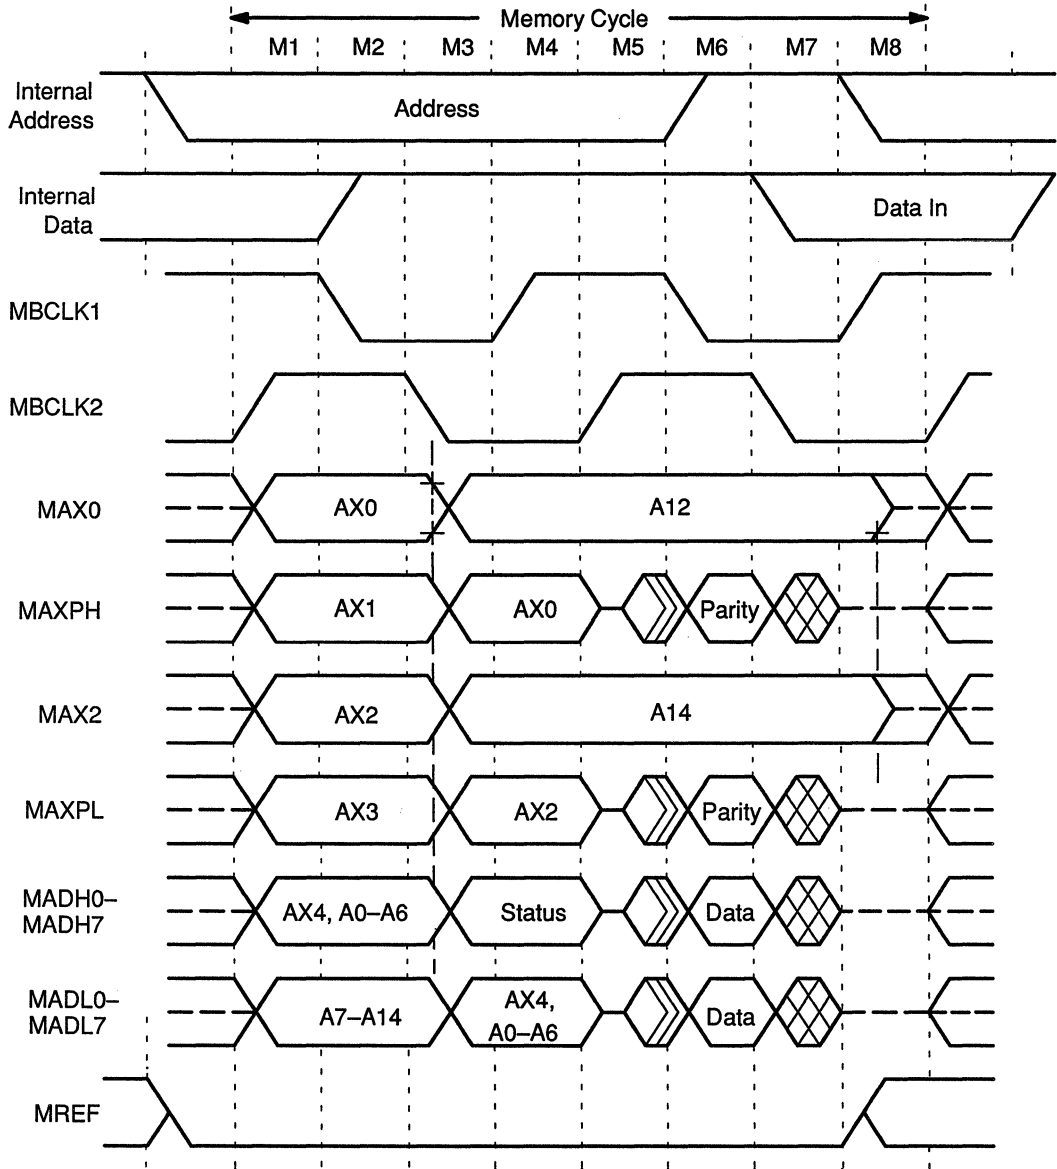 Memory Cycle
M1 M2 M3 M4 M5 M6 M7 M8
Internal
Address
Address
Internal
Data
Data In
MBCLK1
MBCLK2
MAX0 AX0 A12
MAXPH AX1 AX0 Parity
MAX2 AX2 A14
MAXPL AX3 AX2 Parity
MADH0–
MADH7
AX4, A0–A6 Status Data
MADL0–
MADL7
A7–A14
AX4,
A0–A6
Data
MREF